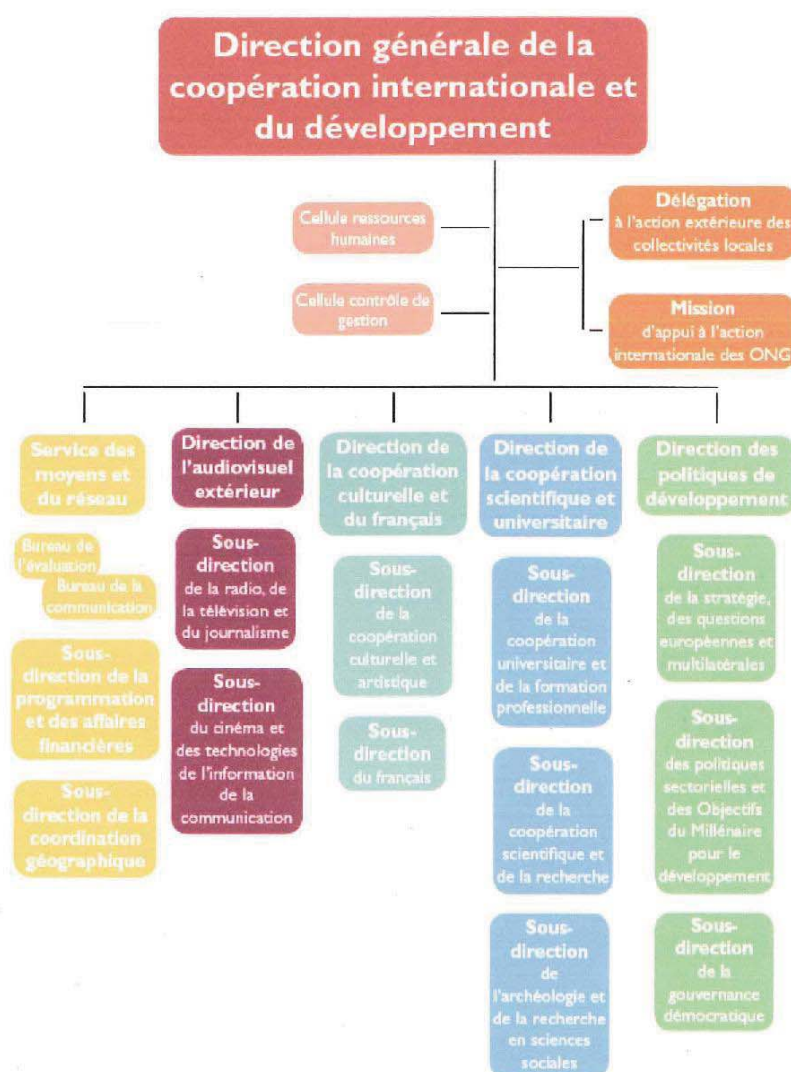 Direction générale de la
coopération internationale et
du développement
Cellule ressources
humaines
Cellule contrôle de
gestion
Délégation
à l'action extérieure des
collectivités locales
Mission
d'appui à l'action
internationale des ONG
Service des
moyens et
du réseau
Bureau de
l'évaluation
Bureau de la
communication
Sous-
direction de la
programmation
et des affaires
financières
Sous-
direction de la
coordination
géographique
Direction de
l'audiovisuel
extérieur
Sous-
direction
de la radio, de
la télévision et
du journalisme
Sous-
direction
du cinéma et
des technologies
de l'information
de la
communication
Direction de
la coopération
culturelle et
du français
Sous-
direction
de la
coopération
culturelle et
artistique
Sous-
direction
du français
Direction de
la coopération
scientifique et
universitaire
Sous-
direction
de la
coopération
universitaire et
de la formation
professionnelle
Sous-
direction
de la
coopération
scientifique et
de la recherche
Sous-
direction
de
l'archéologie et
de la recherche
en sciences
sociales
Direction des
politiques de
développement
Sous-
direction
de la stratégie,
des questions
européennes et
multilatérales
Sous-
direction
des politiques
sectorielles et
des Objectifs
du Millénaire
pour le
développement
Sous-
direction
de la
gouvernance
démocratique